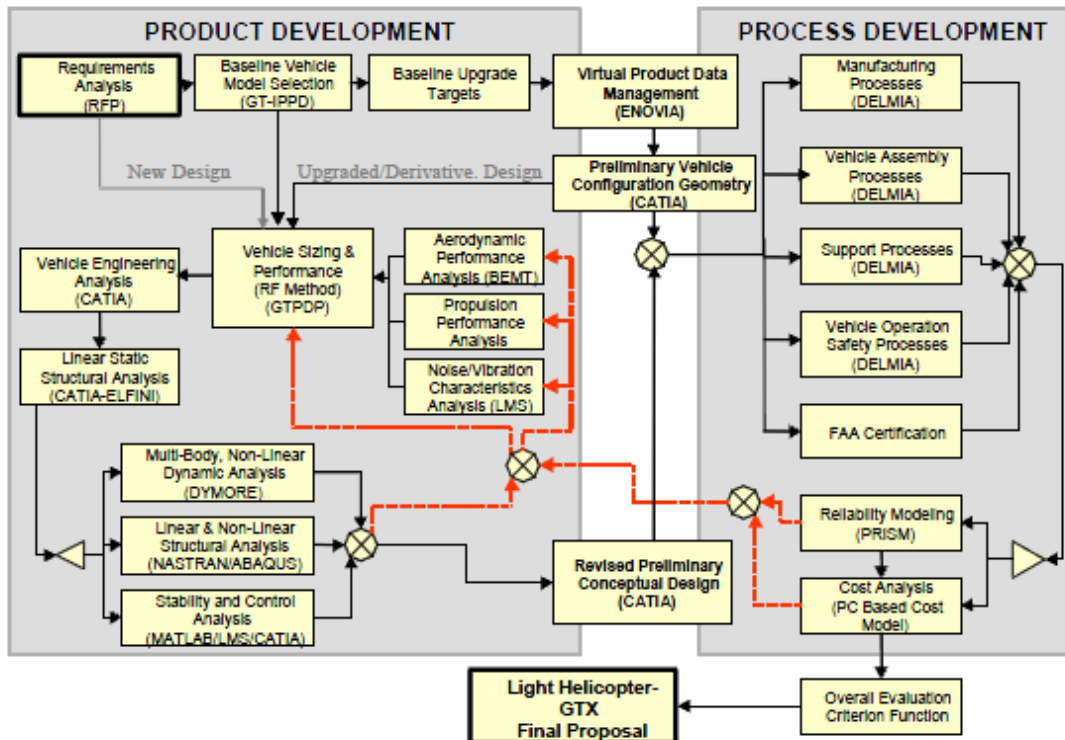 PRODUCT DEVELOPMENT
PROCESS DEVELOPMENT
Requirements
Analysis
(RFP)
Baseline Vehicle
Model Selection
(GT-IPPD)
Baseline Upgrade
Targets
Virtual Product Data
Management
(ENOVIA)
Manufacturing
Processes
(DELMIA)
New Design
Upgraded/Derivative. Design
Preliminary Vehicle
Configuration Geometry
(CATIA)
Vehicle Assembly
Processes
(DELMIA)
Vehicle Engineering
Analysis
(CATIA)
Vehicle Sizing &
Performance
(RF Method)
GTPDP)
Aerodynamic
Performance
Analysis (BEMT)
Support Processes
(DELMIA)
Propulsion
Performance
Analysis
Vehicle Operation
Safety Processes
(DELMIA)
Linear Static
Structural Analysis
(CATIA-ELFINI)
Noise/Vibration
Characteristics
Analysis (LMS)
FAA Certification
Multi-Body, Non-Linear
Dynamic Analysis
(DYMORE)
Linear & Non-Linear
Structural Analysis
(NASTRAN/ABAQUS)
Stability and Control
Analysis
(MATLAB/LMS/CATIA)
Revised Preliminary
Conceptual Design
(CATIA)
Reliability Modeling
(PRISM)
Cost Analysis
(PC Based Cost
Model)
Light Helicopter-
GTX
Final Proposal
Overall Evaluation
Criterion Function